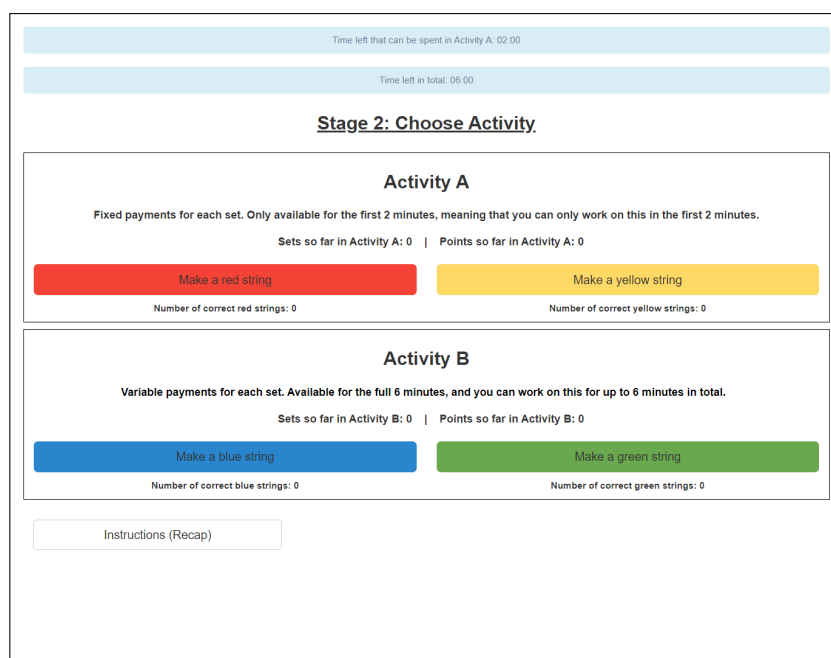 Time left that can be spent in Activity A: 02:00
Time left in total: 06:00
Stage 2: Choose Activity
Activity A
Fixed payments for each set. Only available for the first 2 minutes, meaning that you can only work on this in the first 2 minutes.
Sets so far in Activity A: 0 | Points so far in Activity A: 0
Make a red string
Make a yellow string
Number of correct red strings: 0
Number of correct yellow strings: 0
Activity B
Variable payments for each set. Available for the full 6 minutes, and you can work on this for up to 6 minutes in total.
Sets so far in Activity B: 0 | Points so far in Activity B: 0
Make a blue string
Make a green string
Number of correct blue strings: 0
Number of correct green strings: 0
Instructions (Recap)